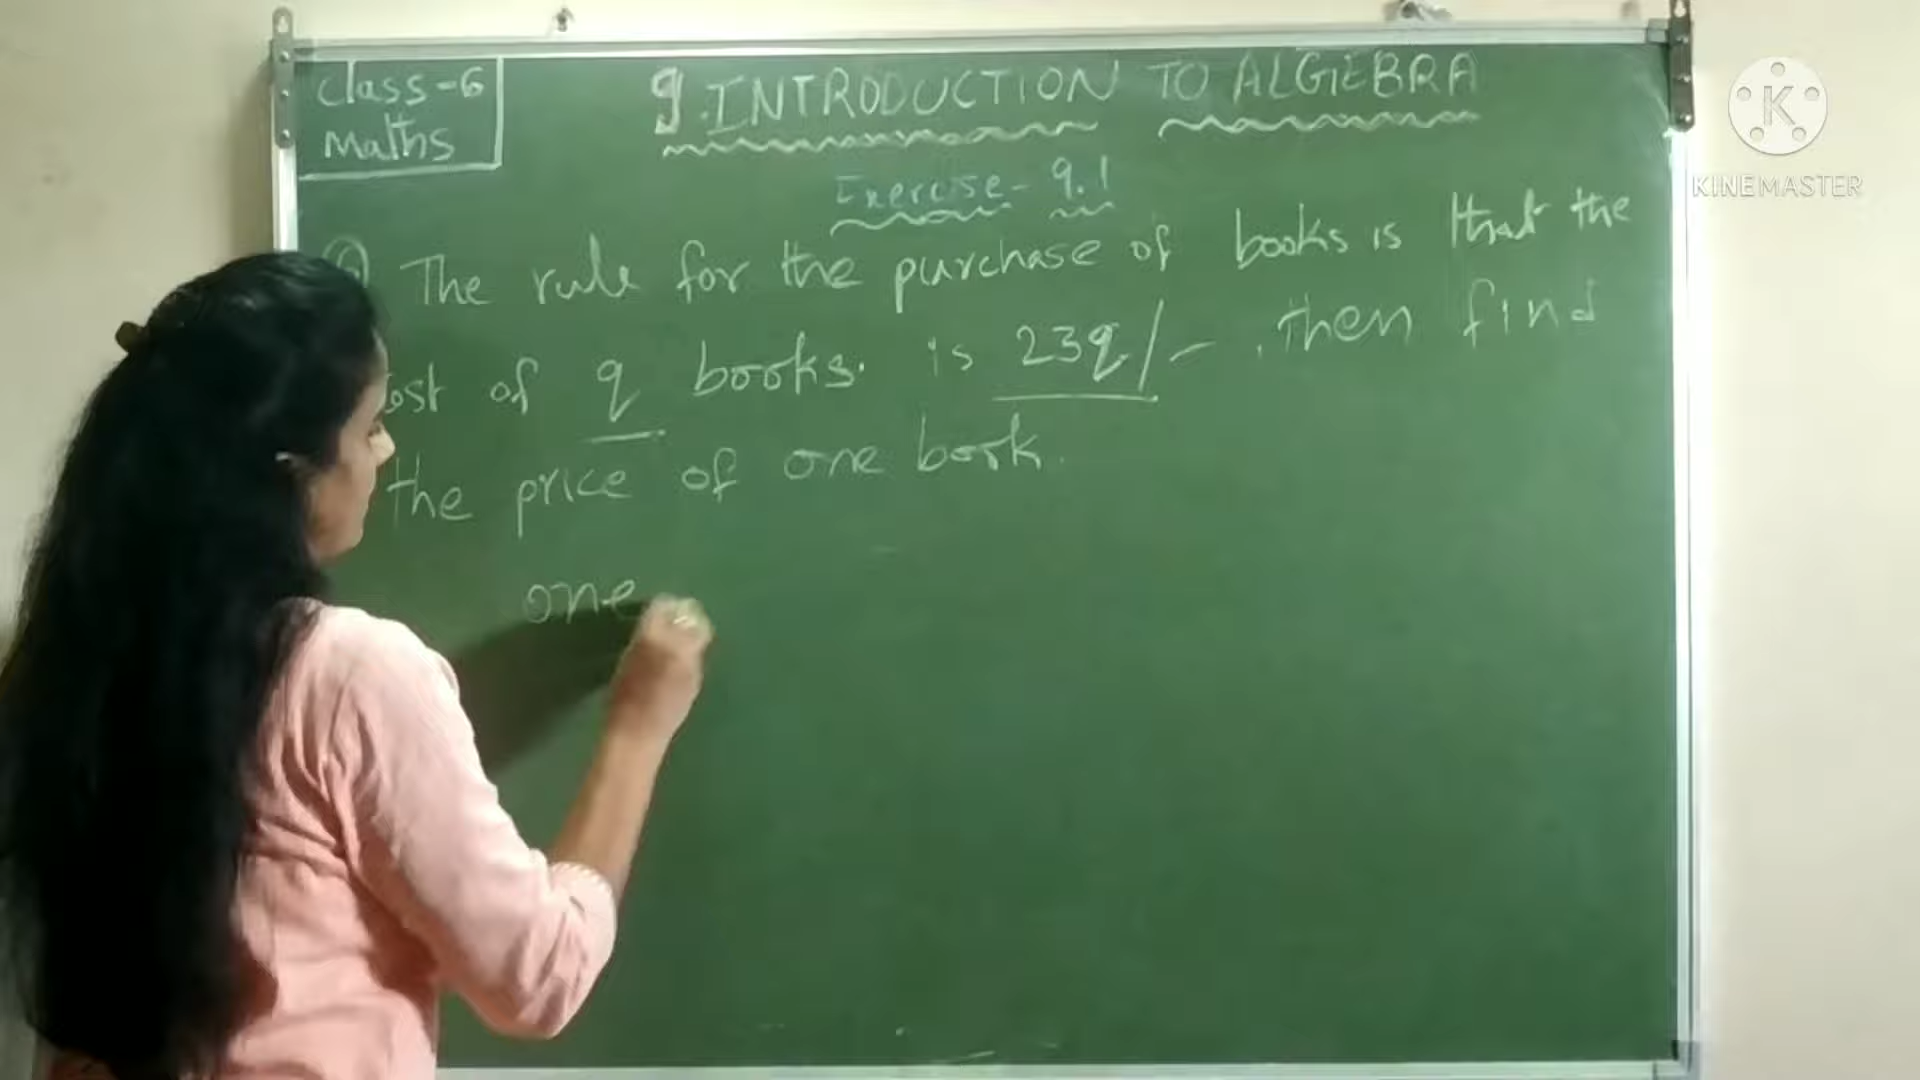 Class-6
Maths
9. INTRODUCTION TO ALGEBRA
Exercise- 9.1
The rule for the purchase of books is that the
ost of q books. is 23q/- . then find
the price of one book.
one
K
KINEMASTER